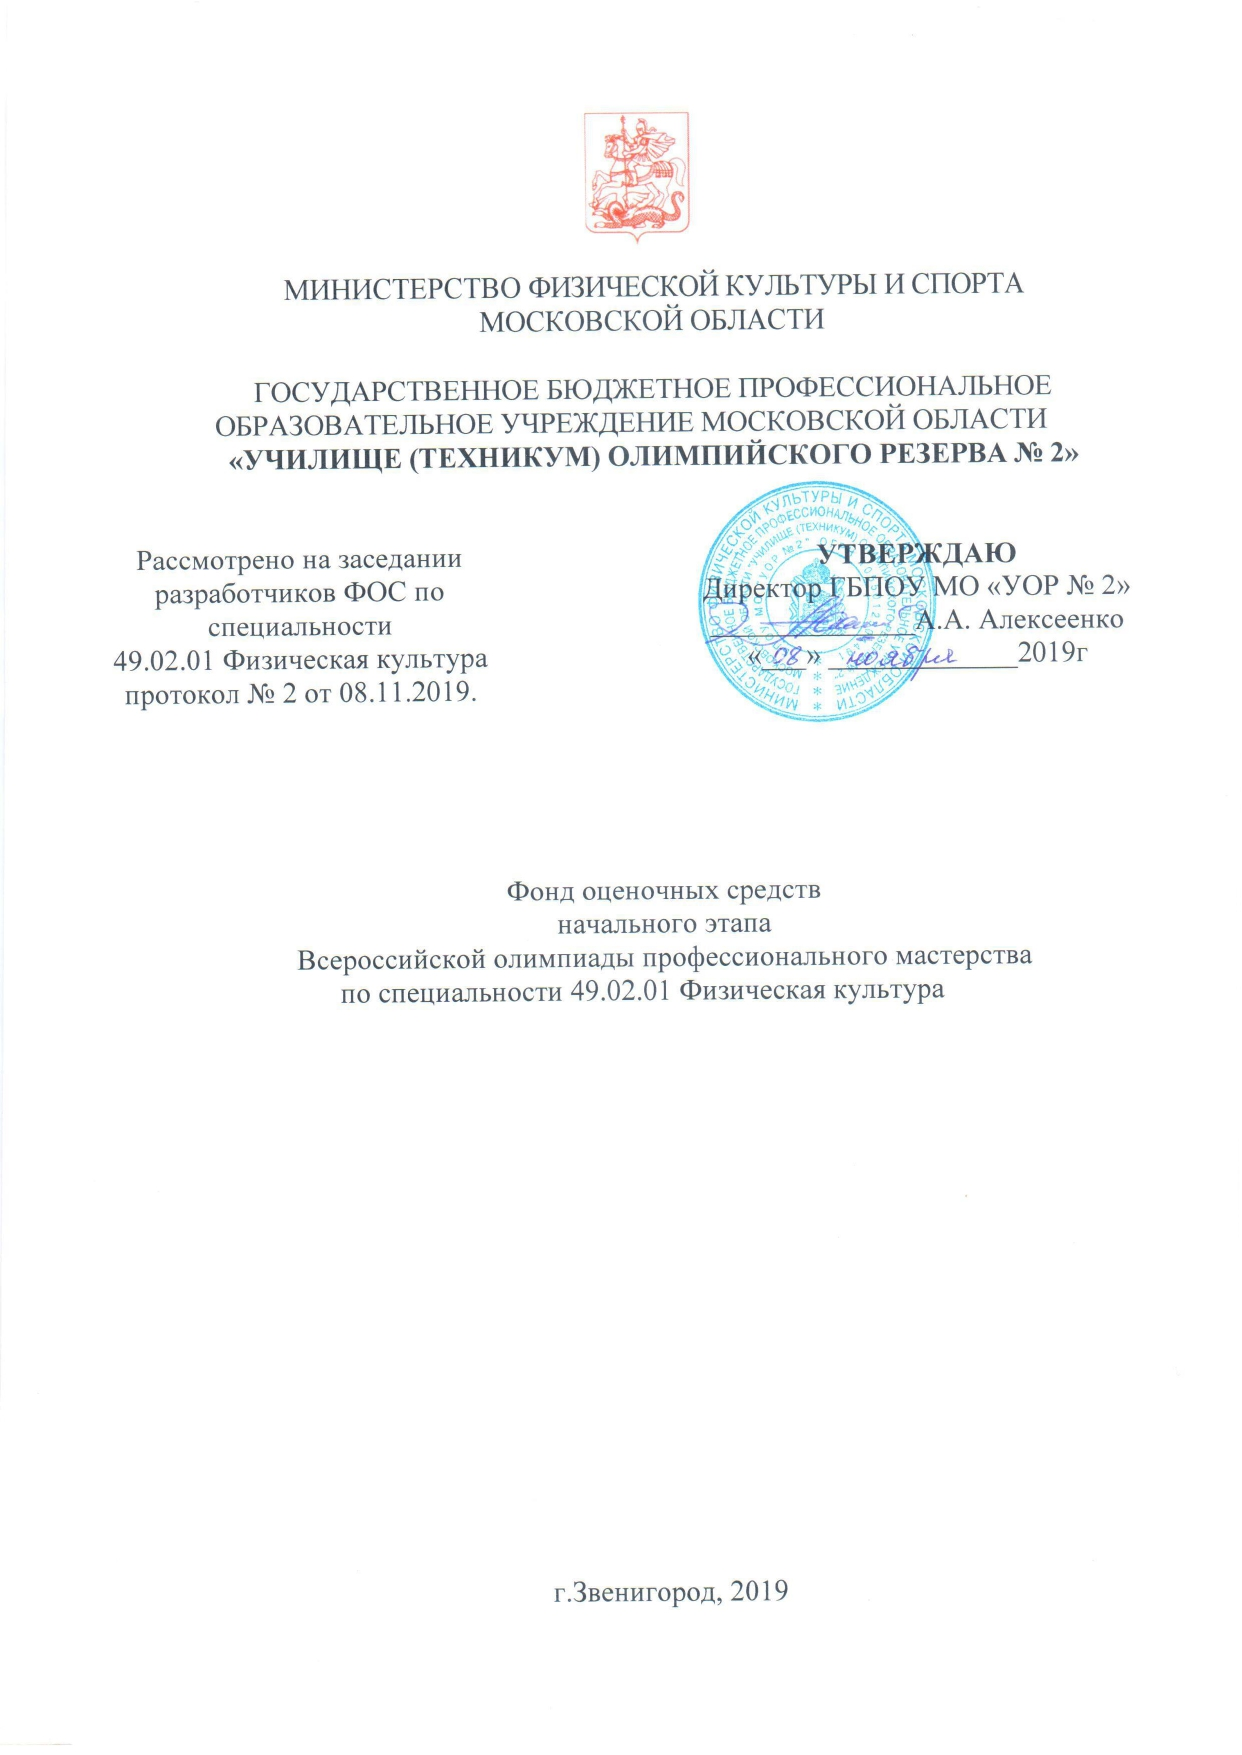 МИНИСТЕРСТВО ФИЗИЧЕСКОЙ КУЛЬТУРЫ И СПОРТА
МОСКОВСКОЙ ОБЛАСТИ
ГОСУДАРСТВЕННОЕ БЮДЖЕТНОЕ ПРОФЕССИОНАЛЬНОЕ
ОБРАЗОВАТЕЛЬНОЕ УЧРЕЖДЕНИЕ МОСКОВСКОЙ ОБЛАСТИ
«УЧИЛИЩЕ (ТЕХНИКУМ) ОЛИМПИЙСКОГО РЕЗЕРВА № 2»
Рассмотрено на заседании
разработчиков ФОС по
специальности
49.02.01 Физическая культура
протокол № 2 от 08.11.2019.
УТВЕРЖДАЮ
Директор ГБПОУ МО «УОР № 2»
А.А. Алексеенко
«08» ноября 2019г
Фонд оценочных средств
начального этапа
Всероссийской олимпиады профессионального мастерства
по специальности 49.02.01 Физическая культура
г.Звенигород, 2019